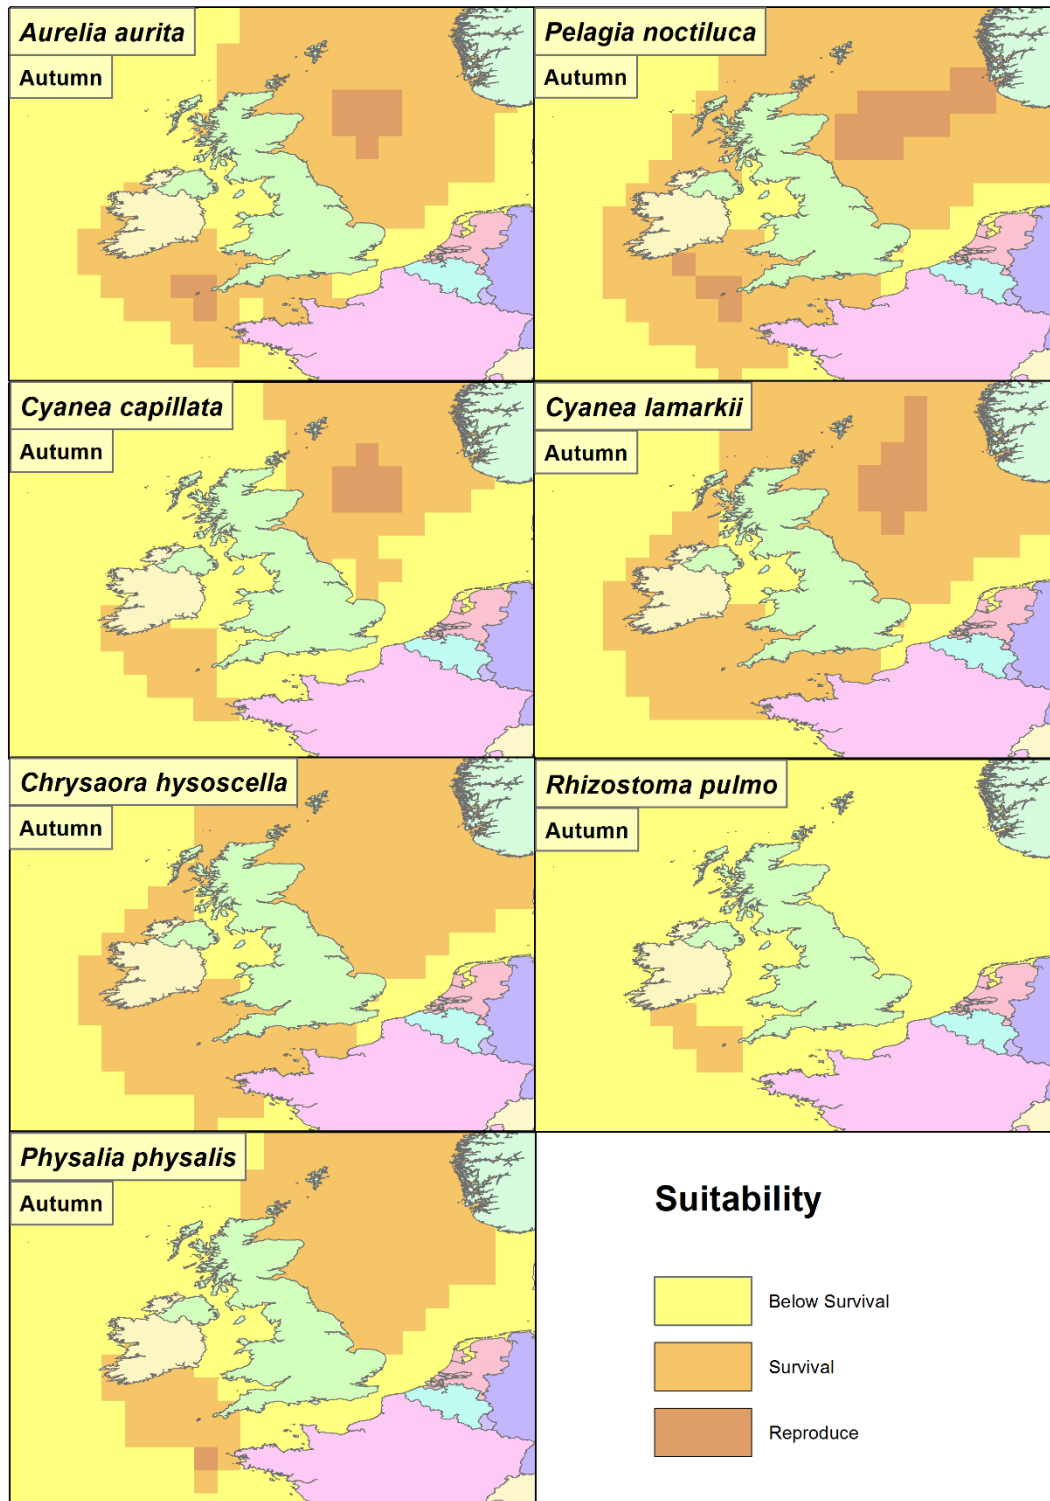 Aurelia aurita
Autumn
Pelagia noctiluca
Autumn
Cyanea capillata
Autumn
Cyanea lamarkii
Autumn
Chrysaora hysoscella
Autumn
Rhizostoma pulmo
Autumn
Physalia physalis
Autumn
Suitability
Below Survival
Survival
Reproduce